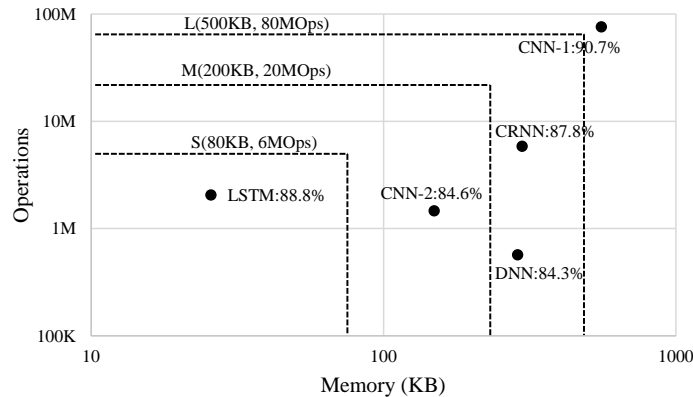 100M
L(500KB, 80MOps)
CNN-1:90.7%
M(200KB, 20MOps)
10M
CRNN:87.8%
S(80KB, 6MOps)
Operations
LSTM:88.8%
CNN-2:84.6%
1M
DNN:84.3%
100K
10
100
1000
Memory (KB)